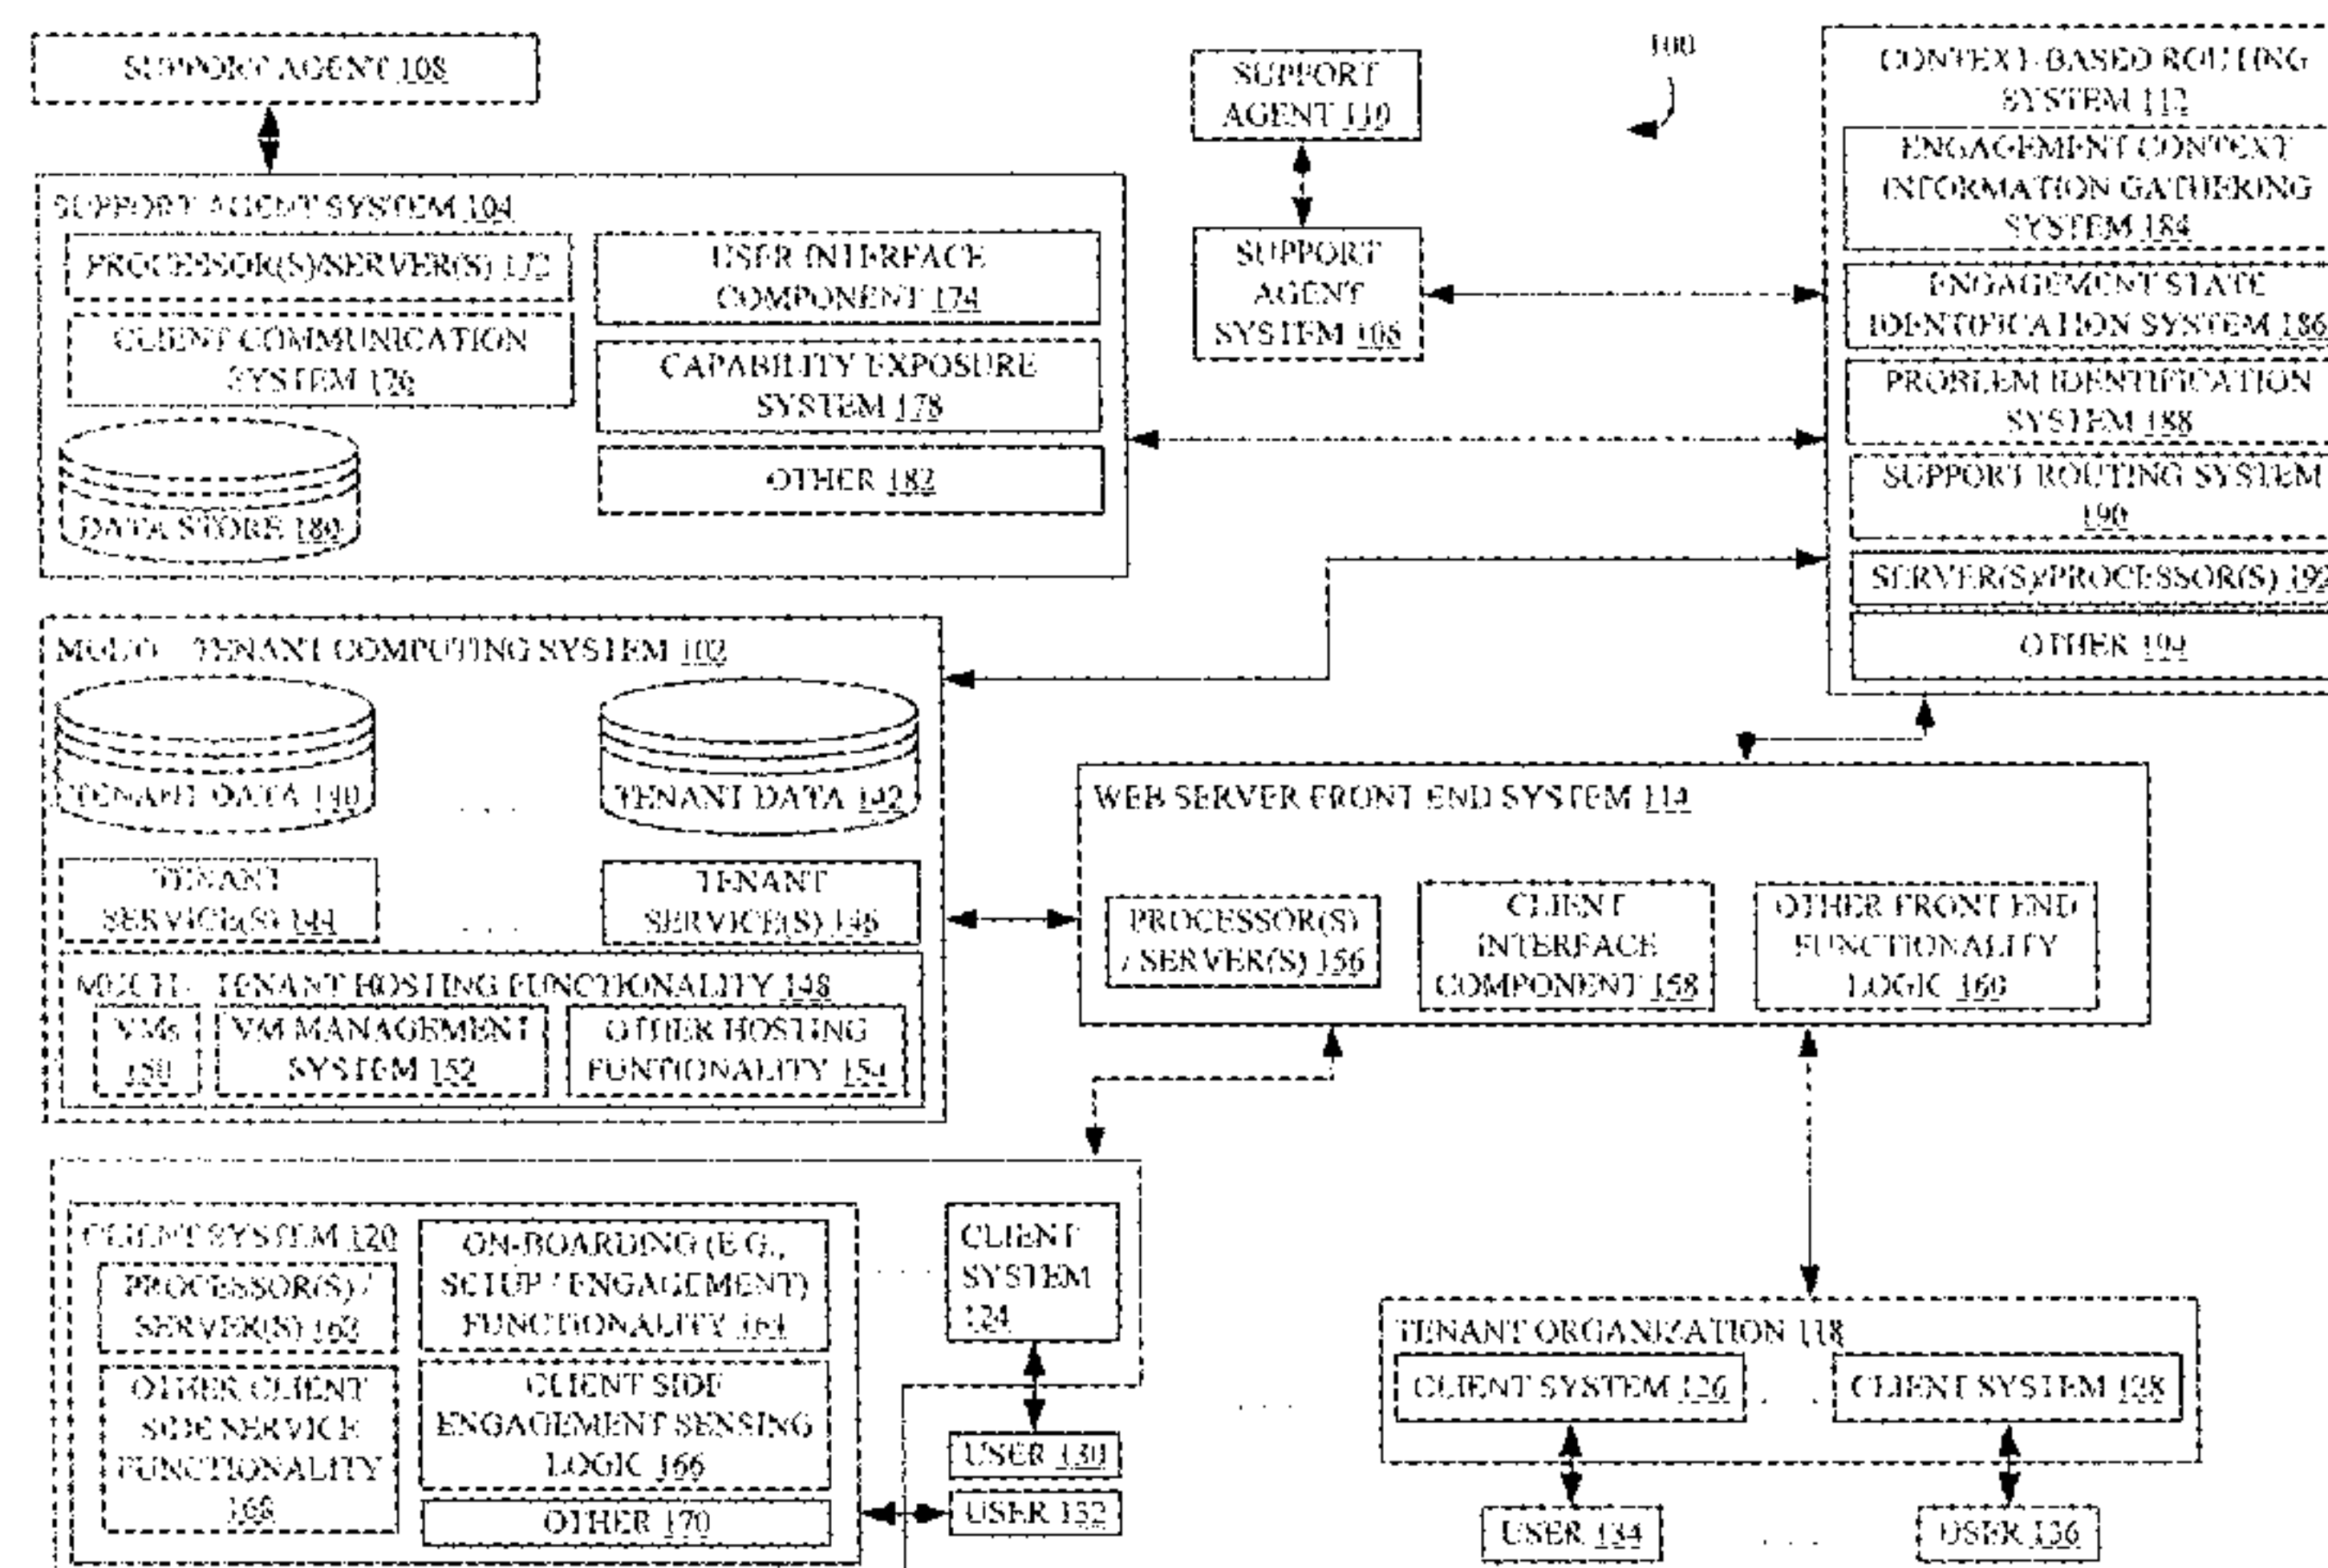 SUPPORT AGENT 108
SUPPORT
AGENT 110
100
SUPPORT AGENT SYSTEM 104
PROCESSOR(S)/SERVER(S) 172
CLIENT COMMUNICATION
SYSTEM 176
DATA STORE 180
USER INTERFACE
COMPONENT 174
CAPABILITY EXPOSURE
SYSTEM 178
OTHER 182
SUPPORT
AGENT
SYSTEM
CONTEXT-BASED ROUTING
SYSTEM 112
ENGAGEMENT CONTEXT
INFORMATION GATHERING
SYSTEM 184
ENGAGEMENT STATE
IDENTIFICATION SYSTEM 186
PROBLEM IDENTIFICATION
SYSTEM 188
SUPPORT ROUTING SYSTEM
190
SERVER(S)/PROCESSOR(S) 192
OTHER 194
MULTI - TENANT COMPUTING SYSTEM 102
TENANT DATA 140
. . .
TENANT DATA 142
TENANT
SERVICE(S) 144
. . .
TENANT
SERVICE(S) 146
MULTI - TENANT HOSTING FUNCTIONALITY 148
VMs
150
VM MANAGEMENT
SYSTEM 152
OTHER HOSTING
FUNTIONALITY 154
WEB SERVER FRONT END SYSTEM 114
PROCESSOR(S)
/ SERVER(S) 156
CLIENT
INTERFACE
COMPONENT 158
OTHER FRONT END
FUNCTIONALITY
LOGIC 160
CLIENT SYSTEM 120
PROCESSOR(S) /
SERVER(S) 162
OTHER CLIENT
SIDE SERVICE
FUNCTIONALITY
168
ON-BOARDING (E.G.,
SETUP / ENGAGEMENT)
FUNCTIONALITY 164
CLIENT SIDE
ENGAGEMENT SENSING
LOGIC 166
OTHER 170
. . .
CLIENT
SYSTEM
124
USER 130
USER 132
. . .
TENANT ORGANIZATION 118
CLIENT SYSTEM 126
. . .
CLIENT SYSTEM 128
USER 134
. . .
USER 136